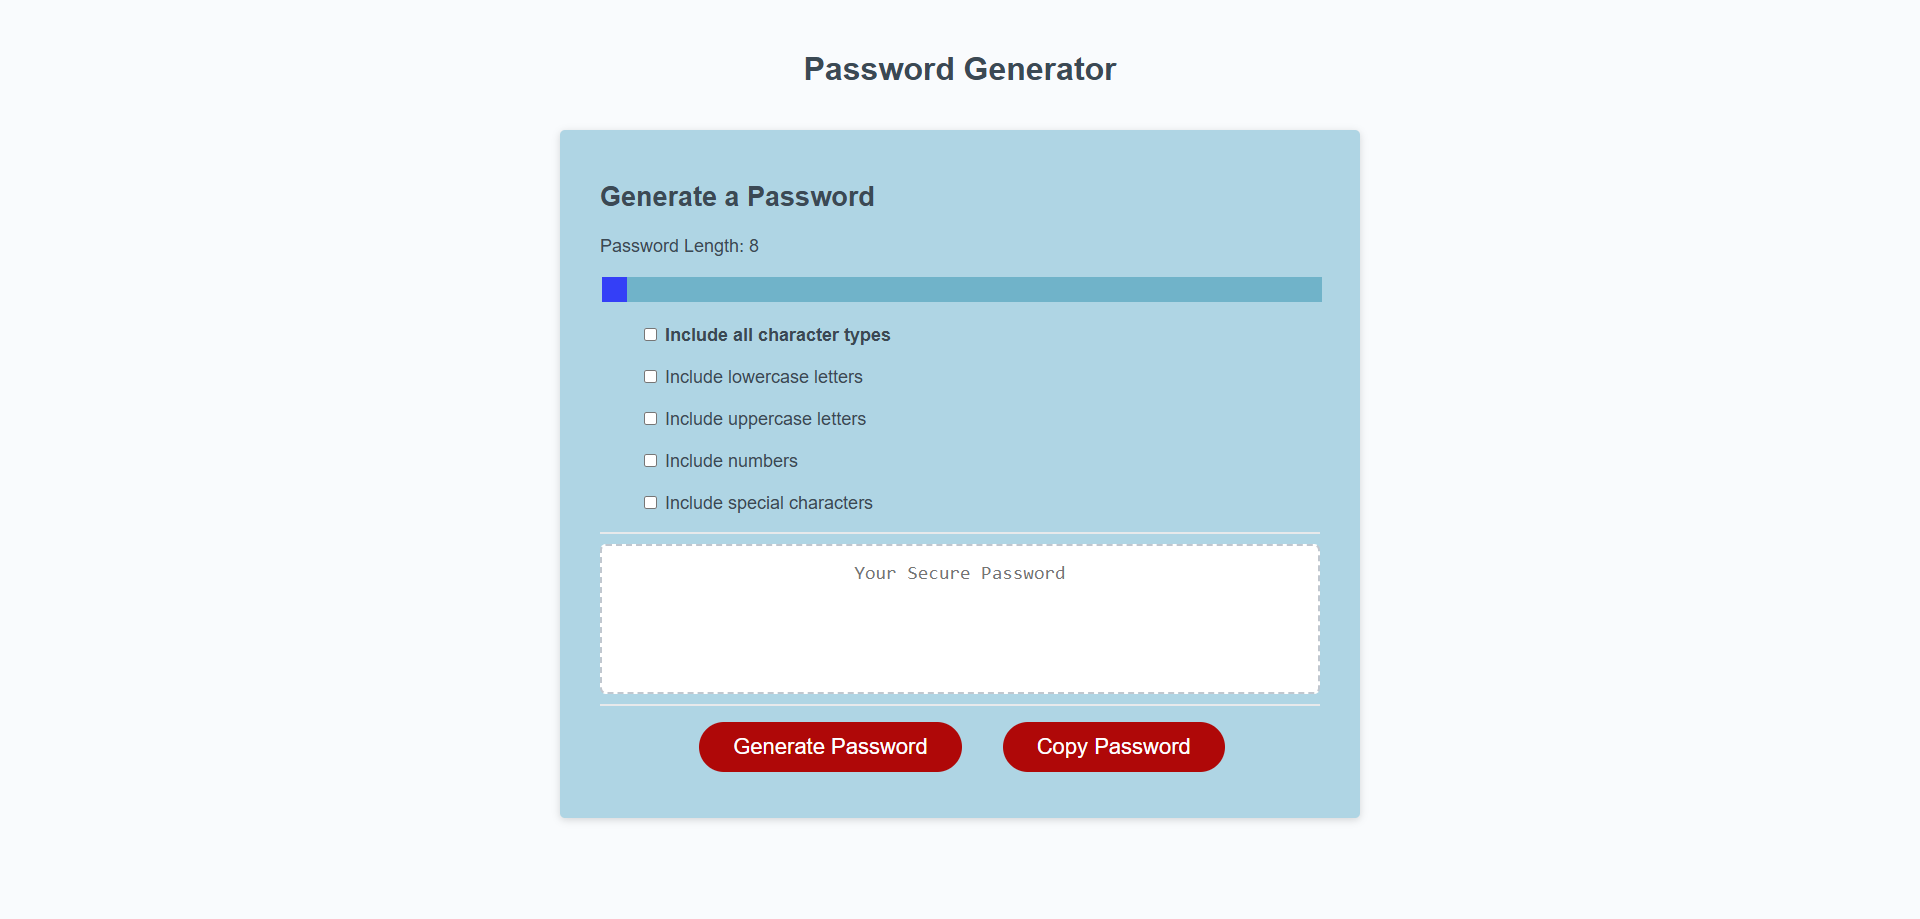 Password Generator
Generate a Password
Password Length: 8
Include all character types
Include lowercase letters
Include uppercase letters
Include numbers
Include special characters
Your Secure Password
Generate Password
Copy Password